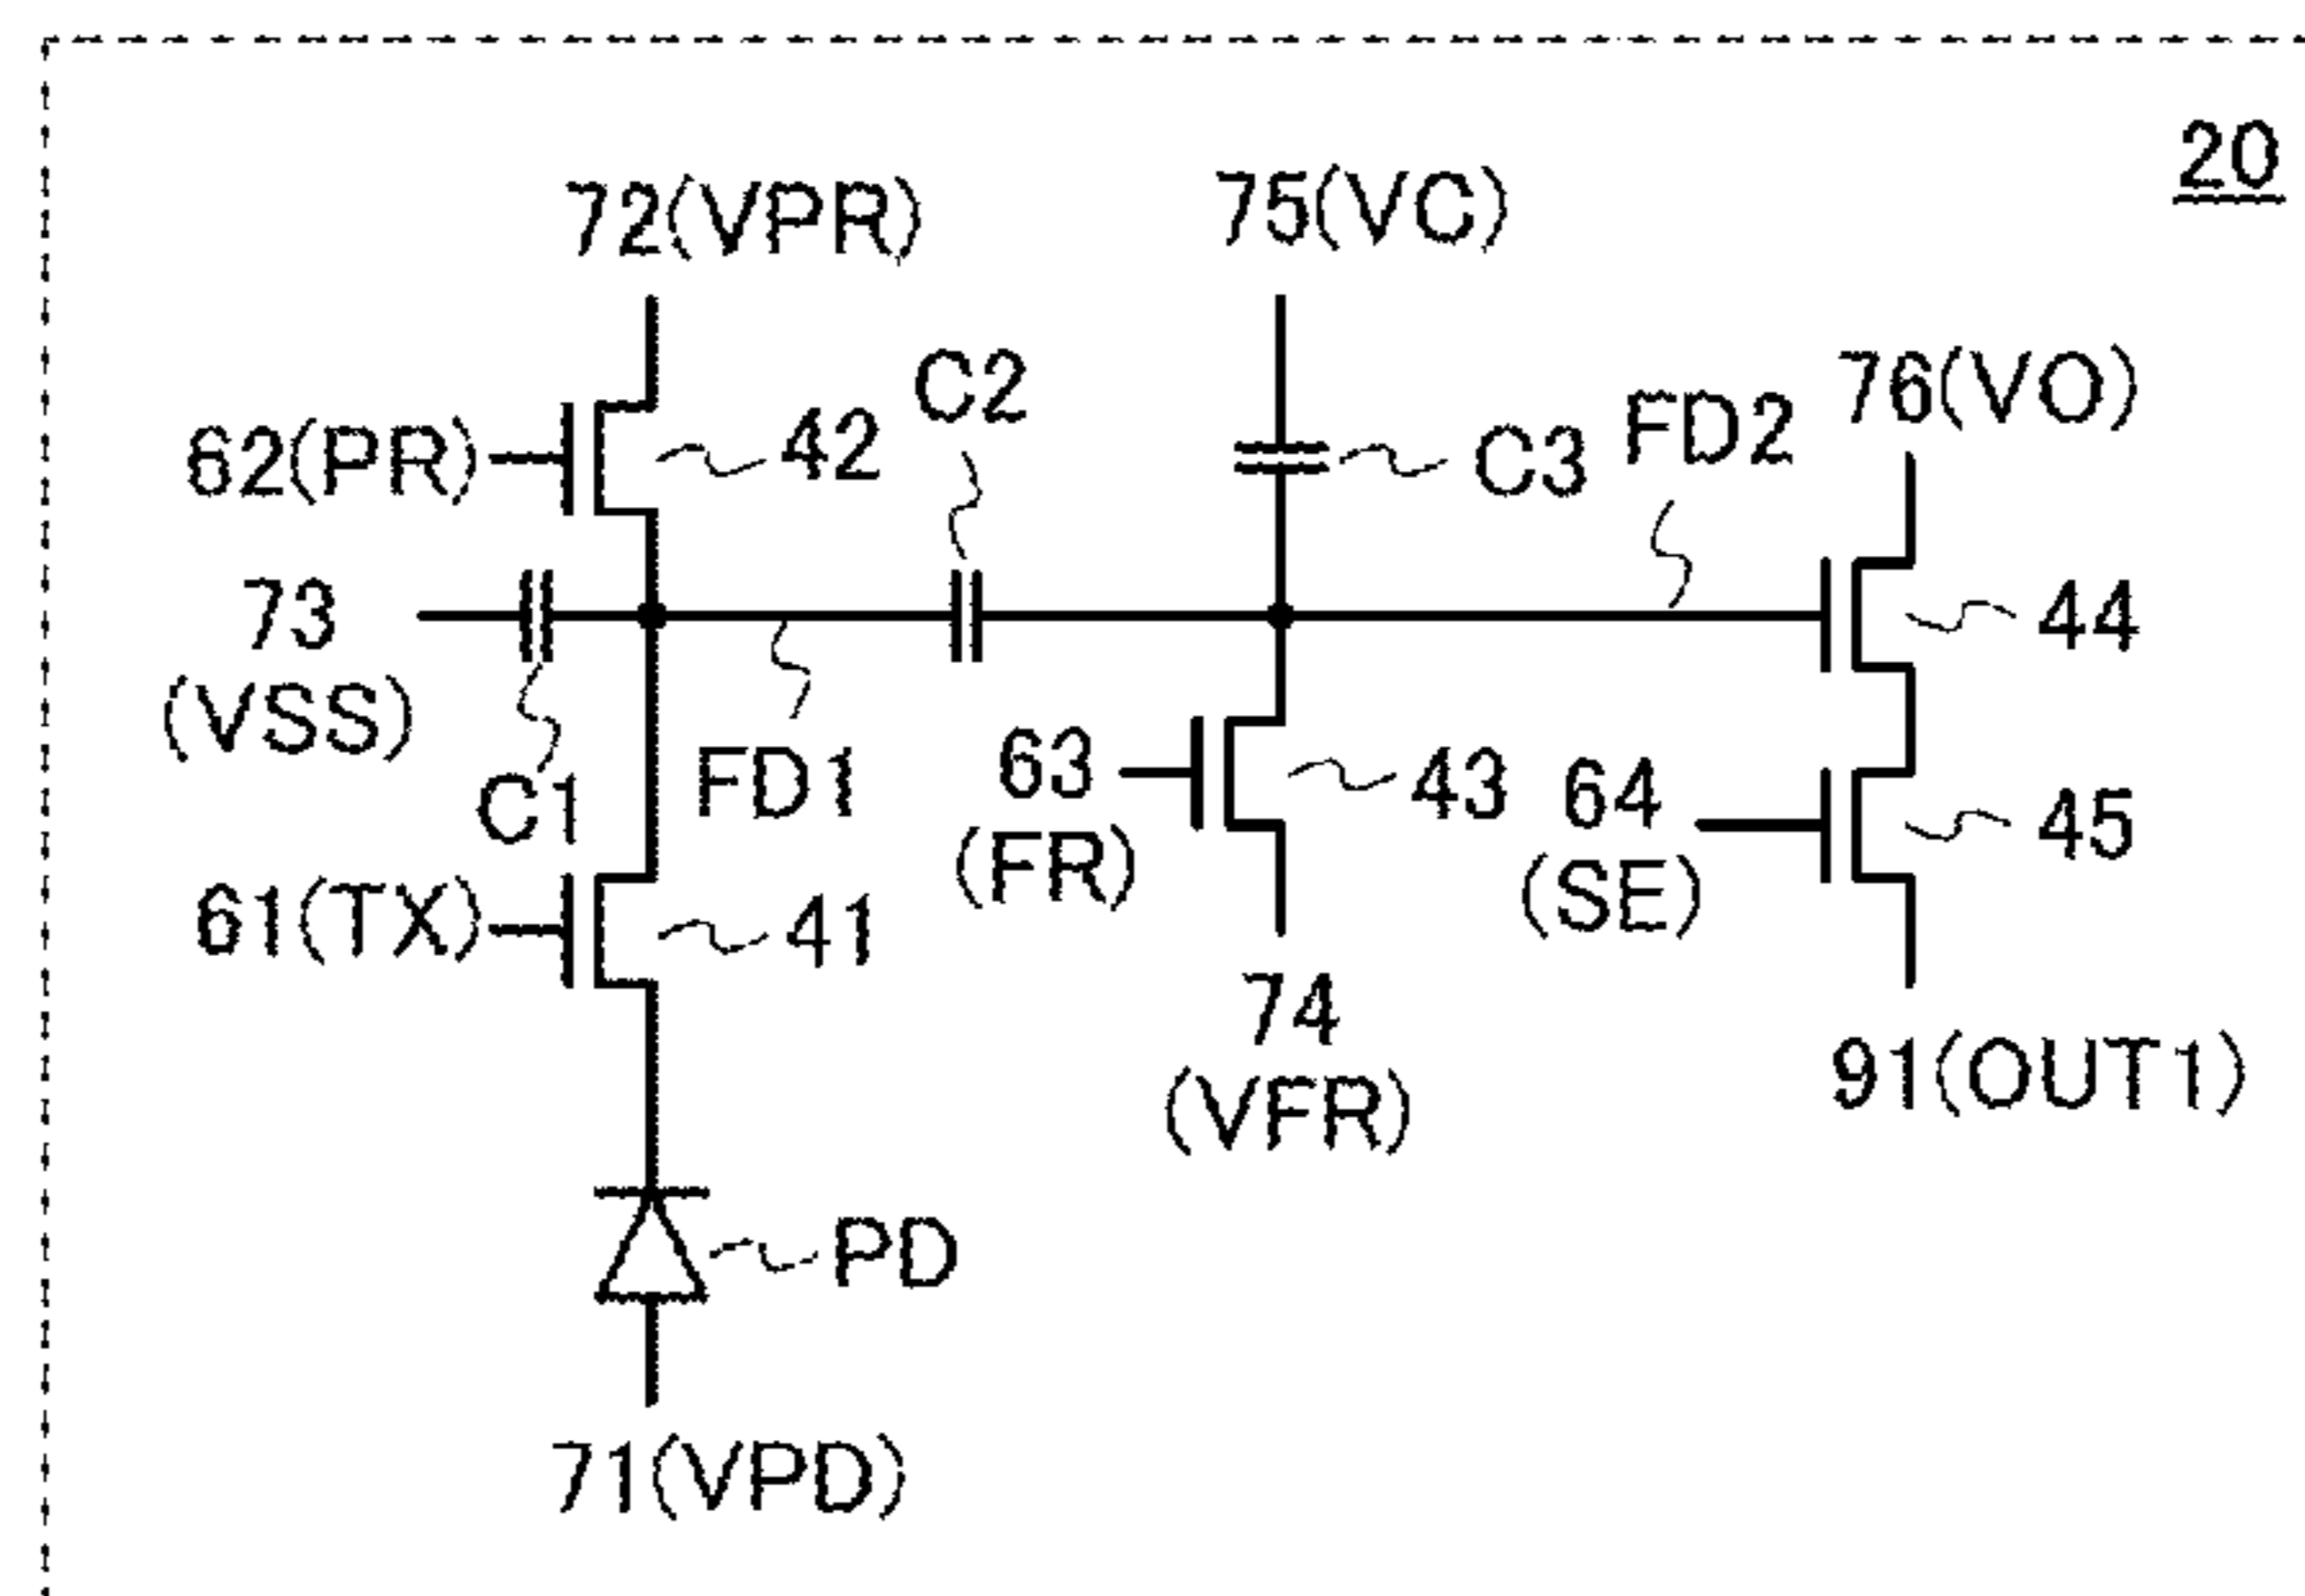 20
72(VPR)
75(VC)
C2
76(VO)
FD2
62(PR)
42
C3
73
(VSS)
44
C1
FD1
63
(FR)
43
64
(SE)
45
61(TX)
41
74
(VFR)
91(OUT1)
PD
71(VPD)